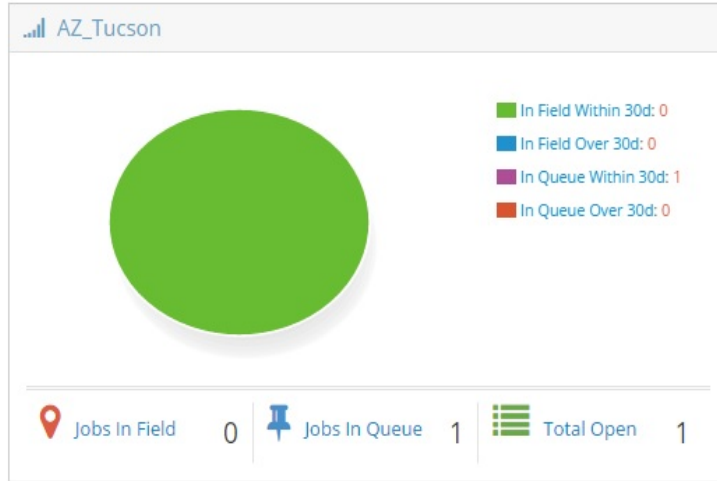 AZ_Tucson
In Field Within 30d: 0
In Field Over 30d: 0
In Queue Within 30d: 1
In Queue Over 30d: 0
Jobs In Field 0 Jobs In Queue 1 Total Open 1